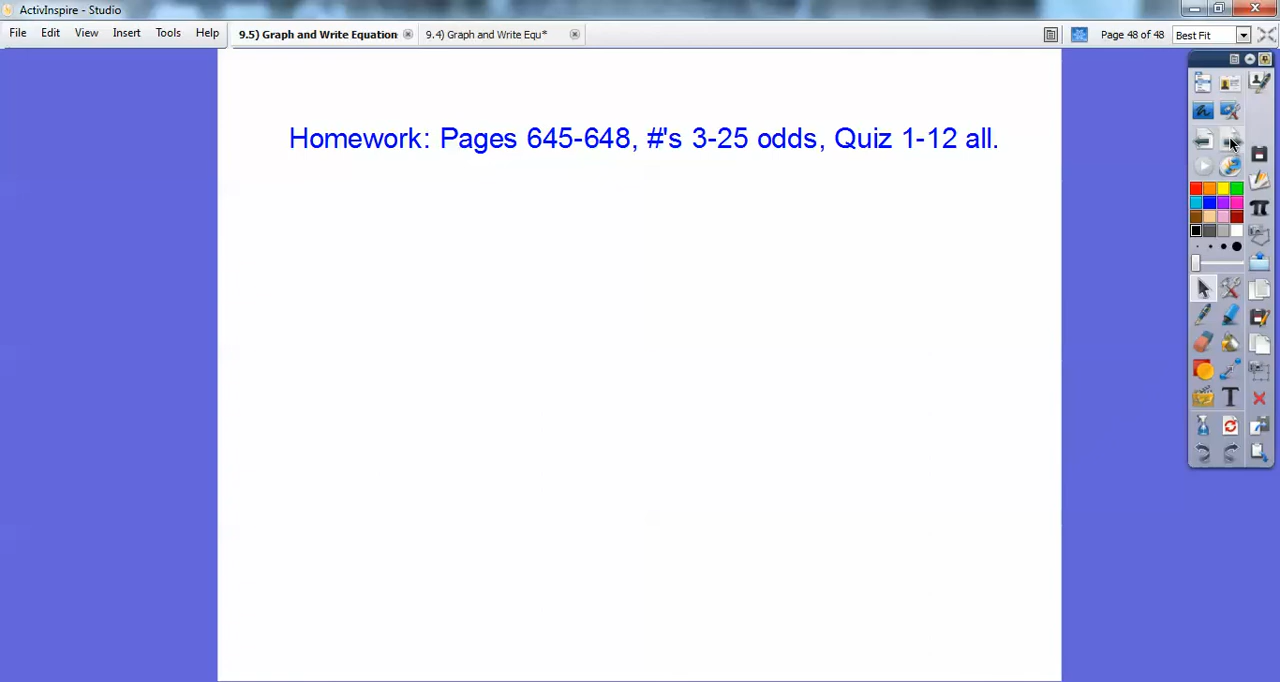 ActivInspire - Studio
File Edit View Insert Tools Help
9.5) Graph and Write Equation 9.4) Graph and Write Equ*
Page 48 of 48 Best Fit
Homework: Pages 645-648, #'s 3-25 odds, Quiz 1-12 all.